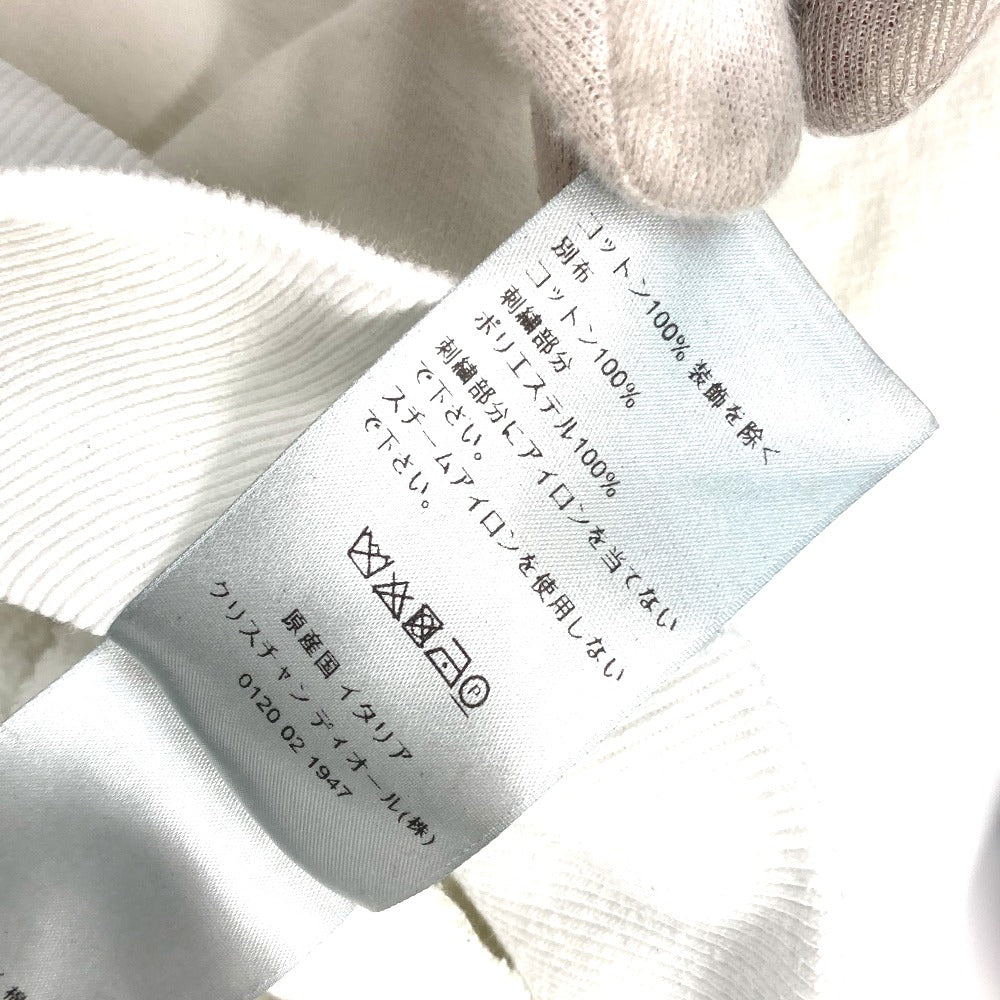 コットン100% 装飾を除く
別布
コットン100%
刺繍部分
ポリエステル100%
刺繍部分にアイロンを当てない
で下さい。
スチームアイロンを使用しない
で下さい。
P
原産国 イタリア
クリスチャン ディオール(株)
0120 02 1947